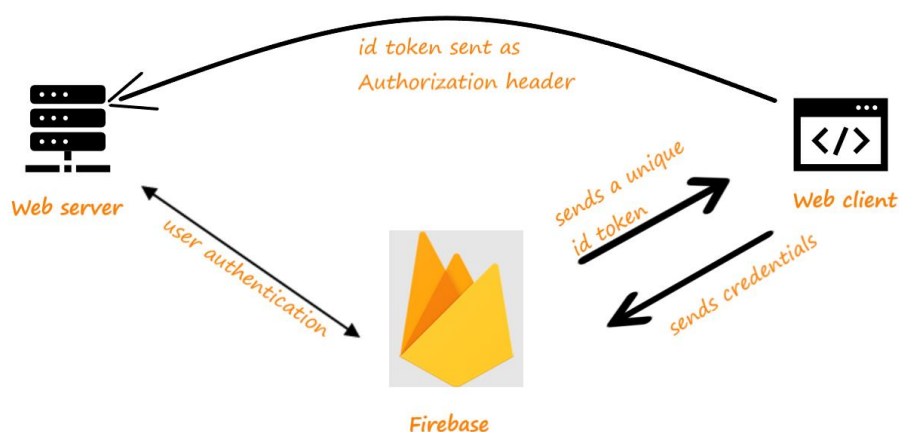 id token sent as
Authorization header
Web server
</>
Web client
sends a unique
id token
user authentication
sends credentials
Firebase